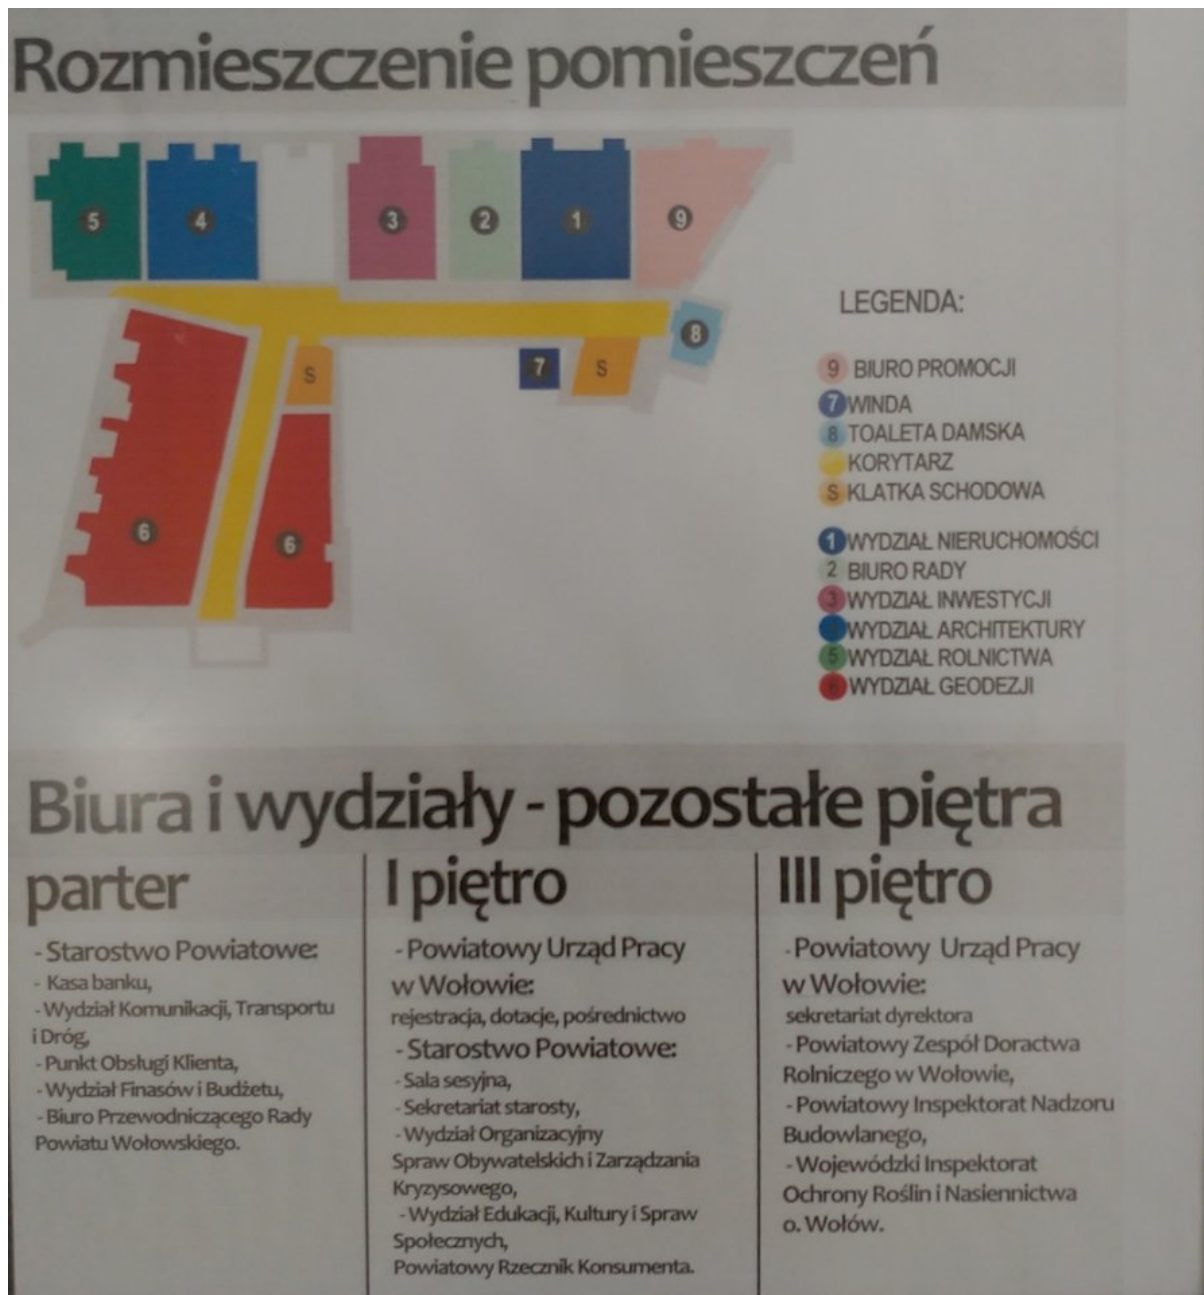 Rozmieszczenie pomieszczeń
5
4
3
2
1
9
8
7
S
S
6
6
LEGENDA:
9 BIURO PROMOCJI
7 WINDA
8 TOALETA DAMSKA
KORYTARZ
S KLATKA SCHODOWA
1 WYDZIAŁ NIERUCHOMOŚCI
2 BIURO RADY
3 WYDZIAŁ INWESTYCJI
WYDZIAŁ ARCHITEKTURY
5 WYDZIAŁ ROLNICTWA
6 WYDZIAŁ GEODEZJI
Biura i wydziały - pozostałe piętra
parter
- Starostwo Powiatowe:
- Kasa banku,
- Wydział Komunikacji, Transportu
i Dróg,
- Punkt Obsługi Klienta,
- Wydział Finasów i Budżetu,
- Biuro Przewodniczącego Rady
Powiatu Wołowskiego.
I piętro
- Powiatowy Urząd Pracy
w Wołowie:
rejestracja, dotacje, pośrednictwo
- Starostwo Powiatowe:
- Sala sesyjna,
- Sekretariat starosty,
- Wydział Organizacyjny
Spraw Obywatelskich i Zarządzania
Kryzysowego,
- Wydział Edukacji, Kultury i Spraw
Społecznych,
Powiatowy Rzecznik Konsumenta.
III piętro
- Powiatowy Urząd Pracy
w Wołowie:
sekretariat dyrektora
- Powiatowy Zespół Doractwa
Rolniczego w Wołowie,
- Powiatowy Inspektorat Nadzoru
Budowlanego,
- Wojewódzki Inspektorat
Ochrony Roślin i Nasiennictwa
o. Wołów.